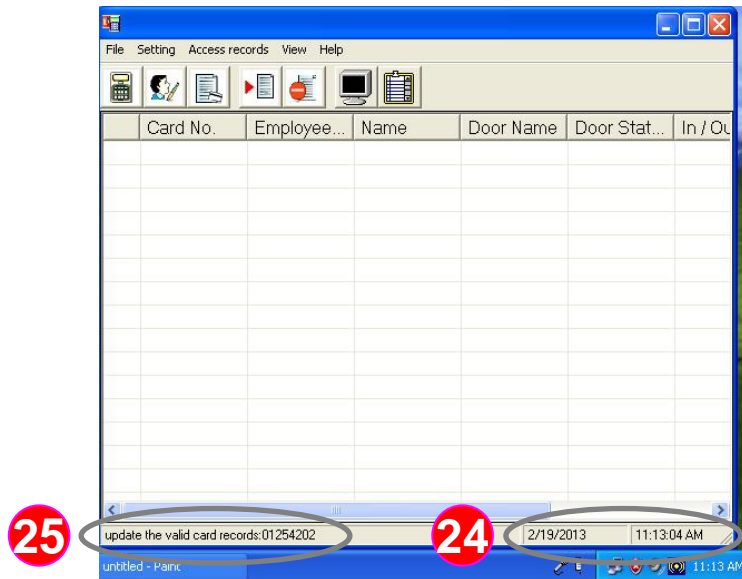 File Setting Access records View Help
Card No. Employee... Name Door Name Door Stat... In / Ou
25 update the valid card records:01254202 24 2/19/2013 11:13:04 AM
untitled - Paint 11:13 AM